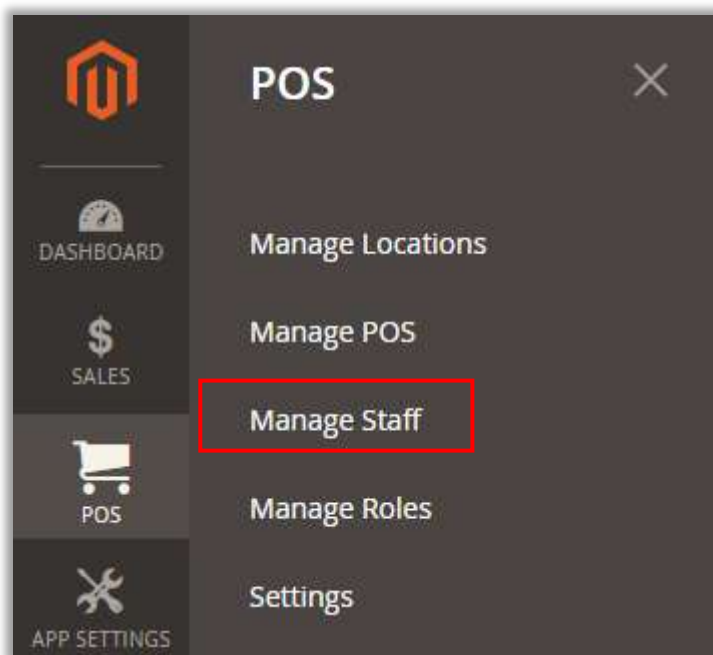 POS
DASHBOARD
SALES
POS
APP SETTINGS
Manage Locations
Manage POS
Manage Staff
Manage Roles
Settings